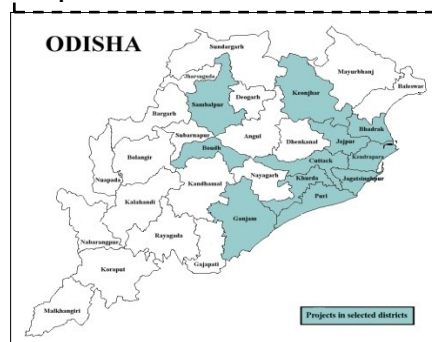 ODISHA
Sundargarh
Jharsuguda
Sambalpur
Deogarh
Keonjhar
Mayurbhanj
Baleswar
Bargarh
Subarnapur
Angul
Dhenkanal
Jajpur
Bhadrak
Boudh
Cuttack
Kendrapara
Balangir
Nuapada
Nayagarh
Khurda
Jagatsinghpur
Kandhamal
Puri
Kalahandi
Ganjam
Nabarangpur
Rayagada
Gajapati
Koraput
Malkhangiri
Projects in selected districts